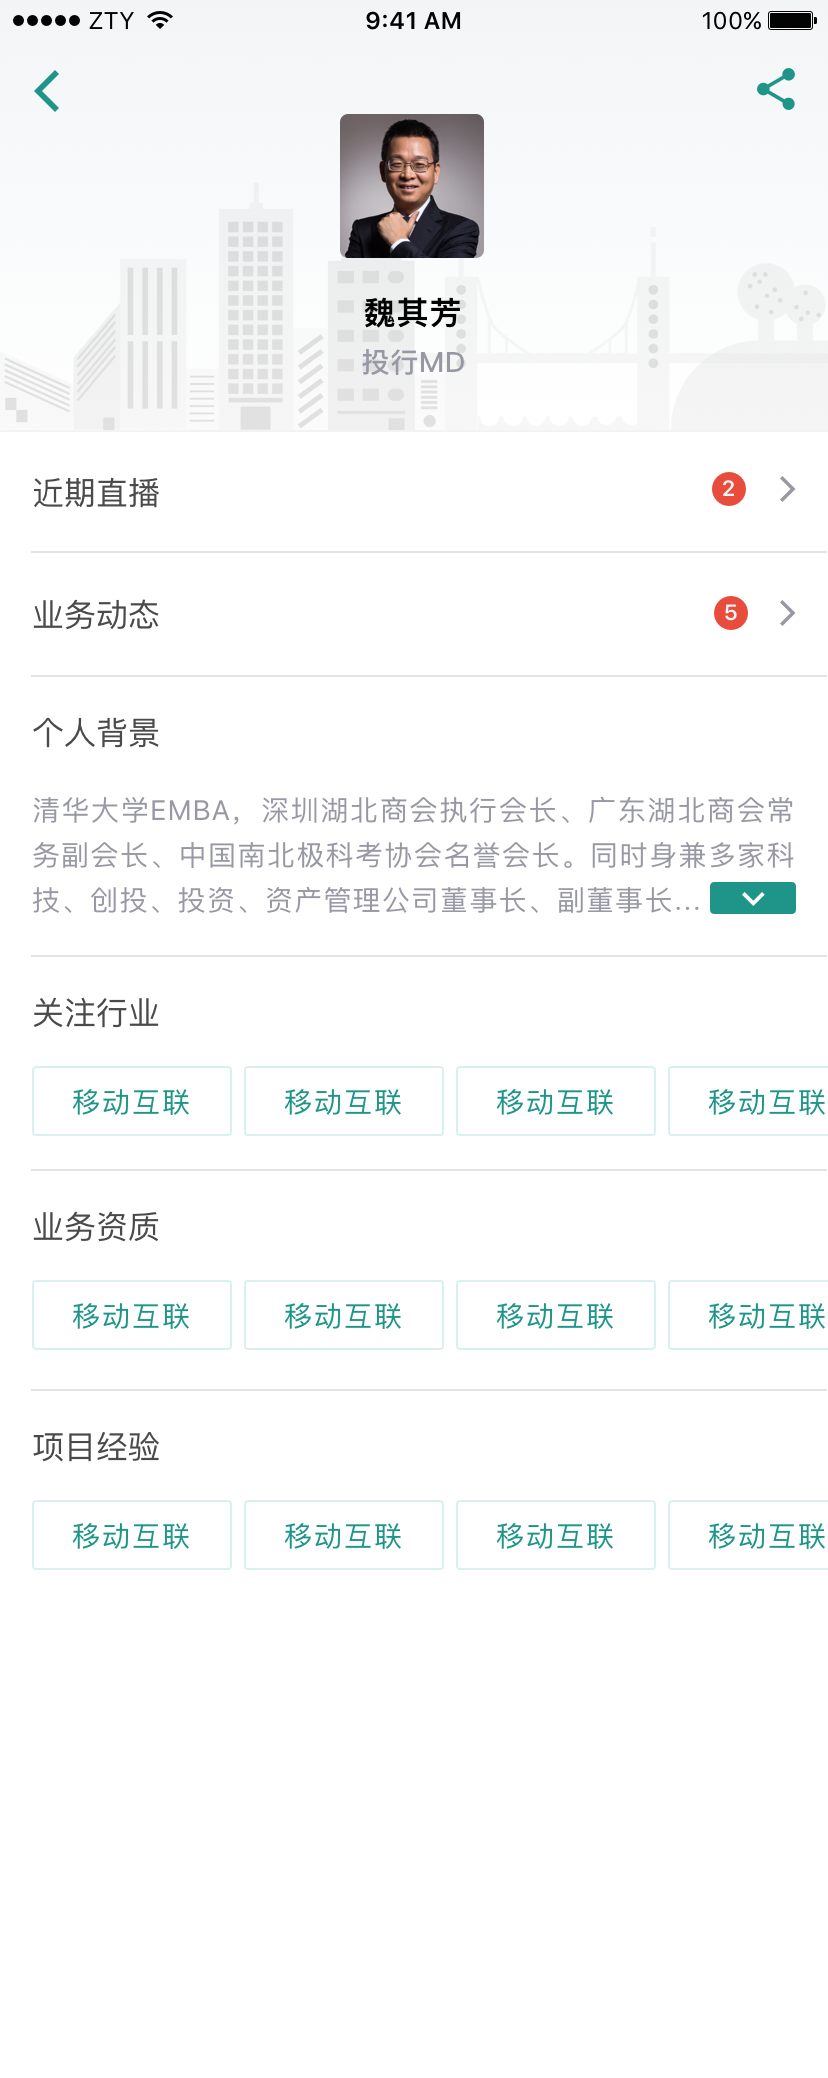 ZTY 9:41 AM 100%
魏其芳
投行MD
近期直播 2
业务动态 5
个人背景
清华大学EMBA，深圳湖北商会执行会长、广东湖北商会常
务副会长、中国南北极科考协会名誉会长。同时身兼多家科
技、创投、投资、资产管理公司董事长、副董事长...
关注行业
移动互联 移动互联 移动互联 移动互联
业务资质
移动互联 移动互联 移动互联 移动互联
项目经验
移动互联 移动互联 移动互联 移动互联